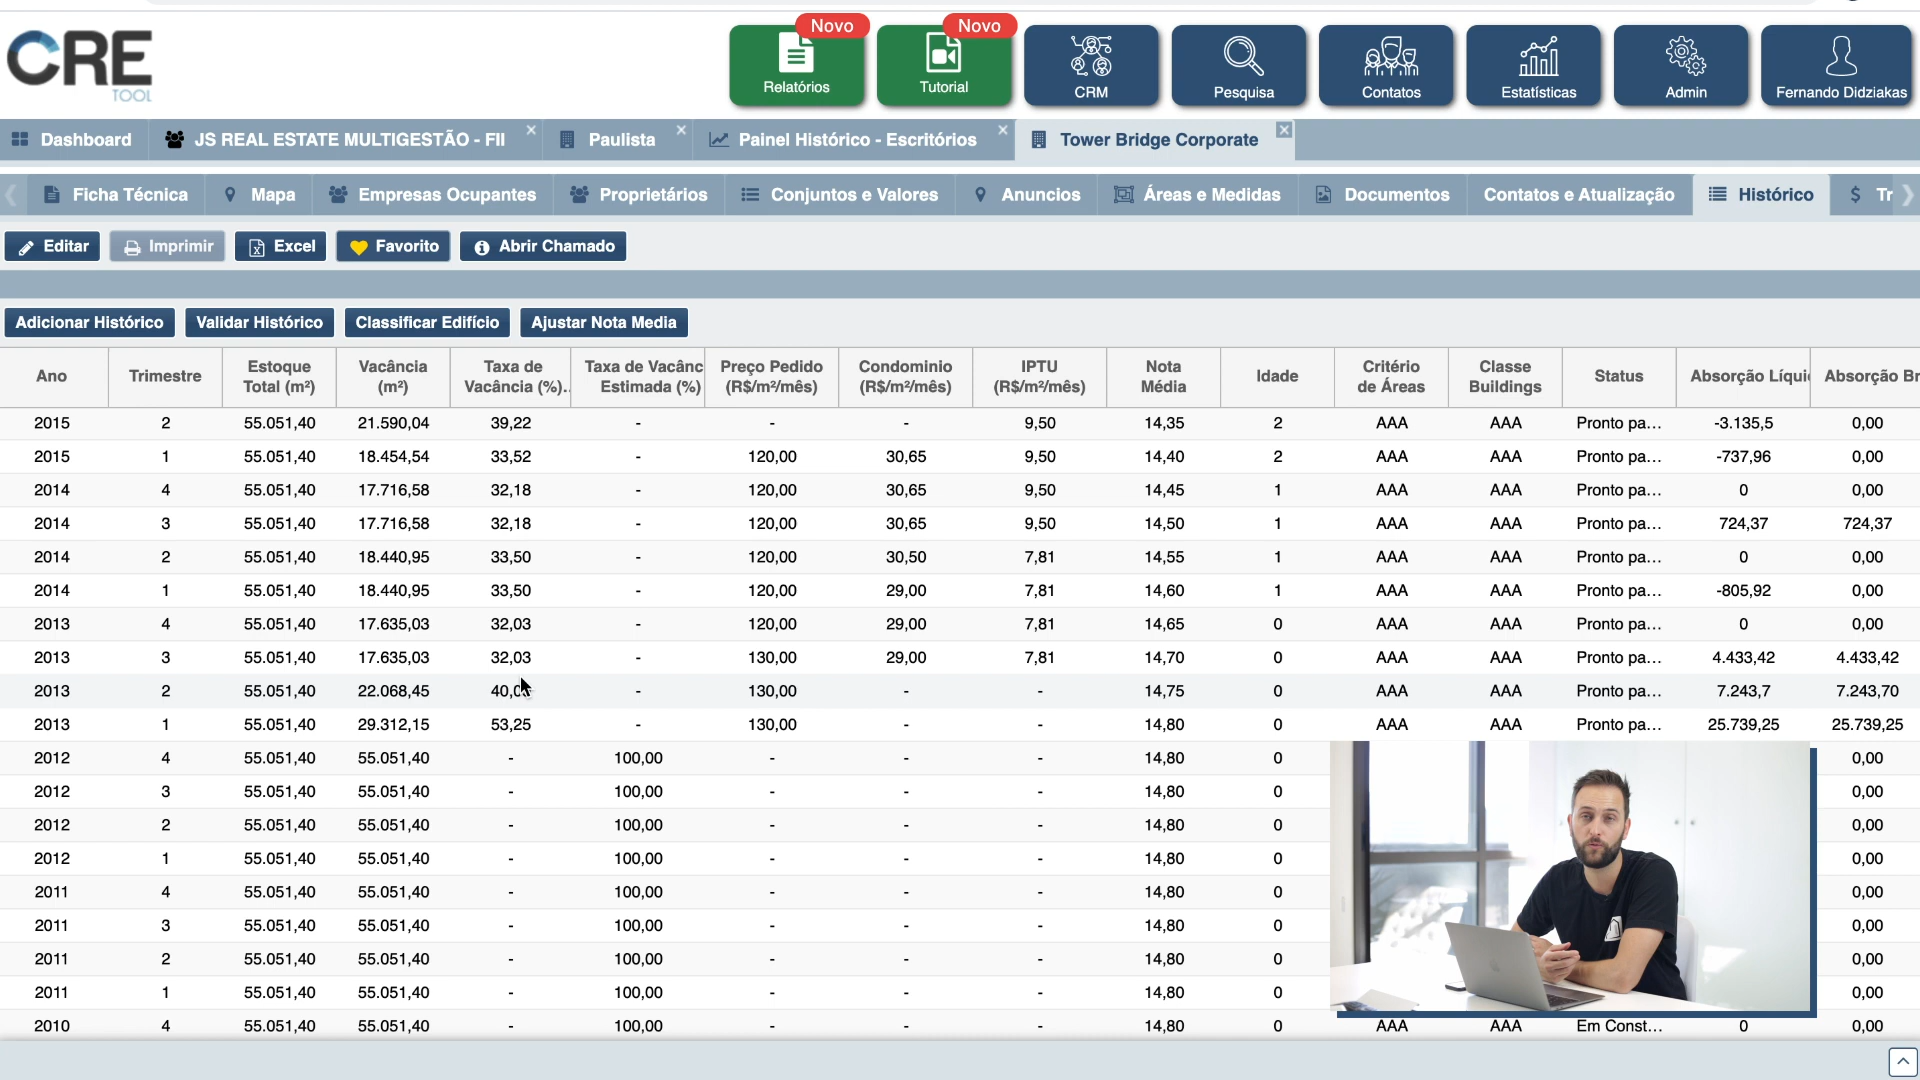 CRE
TOOL
Novo
Novo
Relatórios
Tutorial
CRM
Pesquisa
Contatos
Estatísticas
Admin
Fernando Didziakas
Dashboard
JS REAL ESTATE MULTIGESTÃO - FII
Paulista
Painel Histórico - Escritórios
Tower Bridge Corporate
Ficha Técnica
Mapa
Empresas Ocupantes
Proprietários
Conjuntos e Valores
Anuncios
Áreas e Medidas
Documentos
Contatos e Atualização
Histórico
$ Tr
Editar
Imprimir
Excel
Favorito
Abrir Chamado
Adicionar Histórico
Validar Histórico
Classificar Edifício
Ajustar Nota Media
Ano
Trimestre
Estoque
Total (m²)
Vacância
(m²)
Taxa de
Vacância (%)..
Taxa de Vacânc
Estimada (%)
Preço Pedido
(R$/m²/mês)
Condominio
(R$/m²/mês)
IPTU
(R$/m²/mês)
Nota
Média
Idade
Critério
de Áreas
Classe
Buildings
Status
Absorção Líqui
Absorção Br
2015 2 55.051,40 21.590,04 39,22 - - - 9,50 14,35 2 AAA AAA Pronto pa... -3.135,5 0,00
2015 1 55.051,40 18.454,54 33,52 - 120,00 30,65 9,50 14,40 2 AAA AAA Pronto pa... -737,96 0,00
2014 4 55.051,40 17.716,58 32,18 - 120,00 30,65 9,50 14,45 1 AAA AAA Pronto pa... 0 0,00
2014 3 55.051,40 17.716,58 32,18 - 120,00 30,65 9,50 14,50 1 AAA AAA Pronto pa... 724,37 724,37
2014 2 55.051,40 18.440,95 33,50 - 120,00 30,50 7,81 14,55 1 AAA AAA Pronto pa... 0 0,00
2014 1 55.051,40 18.440,95 33,50 - 120,00 29,00 7,81 14,60 1 AAA AAA Pronto pa... -805,92 0,00
2013 4 55.051,40 17.635,03 32,03 - 120,00 29,00 7,81 14,65 0 AAA AAA Pronto pa... 0 0,00
2013 3 55.051,40 17.635,03 32,03 - 130,00 29,00 7,81 14,70 0 AAA AAA Pronto pa... 4.433,42 4.433,42
2013 2 55.051,40 22.068,45 - 130,00 - - 14,75 0 AAA AAA Pronto pa... 7.243,7 7.243,70
2013 1 55.051,40 29.312,15 53,25 - 130,00 - - 14,80 0 AAA AAA Pronto pa... 25.739,25 25.739,25
2012 4 55.051,40 55.051,40 - 100,00 - - - 14,80 0 0,00
2012 3 55.051,40 55.051,40 - 100,00 - - - 14,80 0 0,00
2012 2 55.051,40 55.051,40 - 100,00 - - - 14,80 0 0,00
2012 1 55.051,40 55.051,40 - 100,00 - - - 14,80 0 0,00
2011 4 55.051,40 55.051,40 - 100,00 - - - 14,80 0 0,00
2011 3 55.051,40 55.051,40 - 100,00 - - - 14,80 0 0,00
2011 2 55.051,40 55.051,40 - 100,00 - - - 14,80 0 0,00
2011 1 55.051,40 55.051,40 - 100,00 - - - 14,80 0 0,00
2010 4 55.051,40 55.051,40 - 100,00 - - - 14,80 0 AAA AAA Em Const... 0 0,00